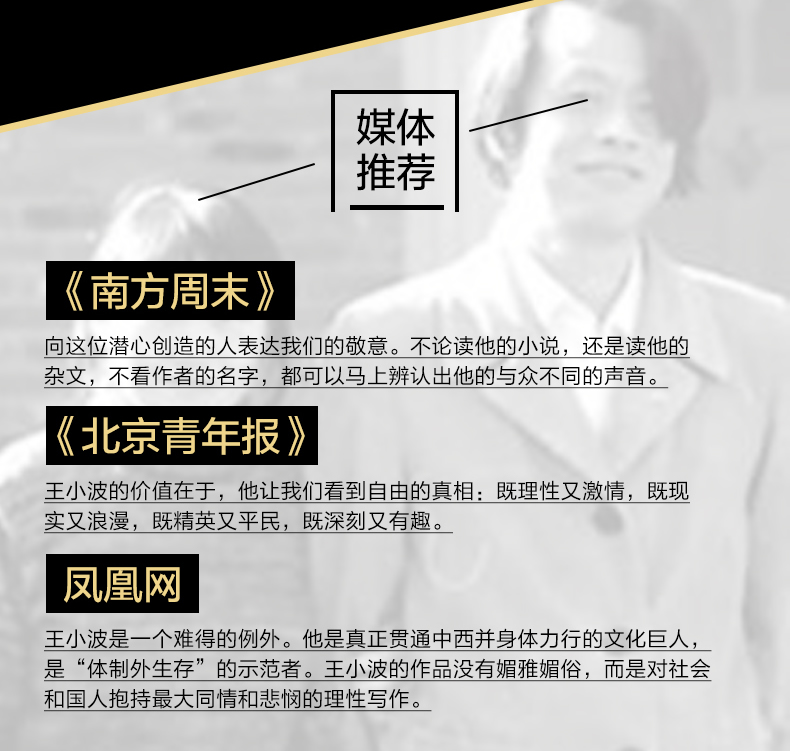 媒体
推荐
《南方周末》
向这位潜心创造的人表达我们的敬意。不论读他的小说，还是读他的
杂文，不看作者的名字，都可以马上辨认出他的与众不同的声音。
《北京青年报》
王小波的价值在于，他让我们看到自由的真相：既理性又激情，既现
实又浪漫，既精英又平民，既深刻又有趣。
凤凰网
王小波是一个难得的例外。他是真正贯通中西并身体力行的文化巨人，
是“体制外生存”的示范者。王小波的作品没有媚雅媚俗，而是对社会
和国人抱持最大同情和悲悯的理性写作。